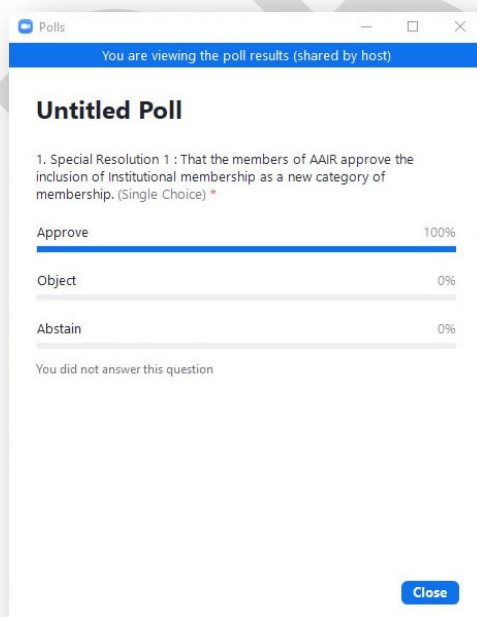 Polls
You are viewing the poll results (shared by host)
Untitled Poll
1. Special Resolution 1 : That the members of AAIR approve the
inclusion of Institutional membership as a new category of
membership. (Single Choice) *
Approve 100%
Object 0%
Abstain 0%
You did not answer this question
Close